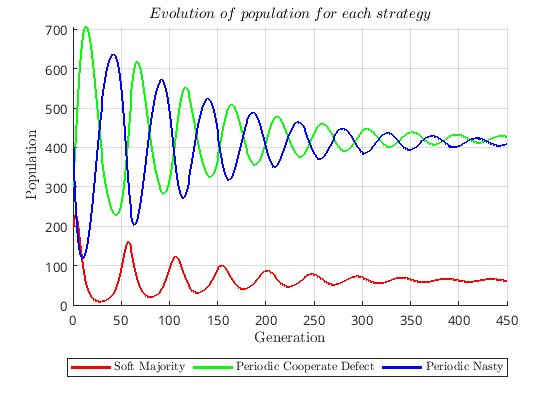 Evolution of population for each strategy
700
600
500
400
300
200
100
0
Population
0 50 100 150 200 250 300 350 400 450
Generation
Soft Majority Periodic Cooperate Defect Periodic Nasty